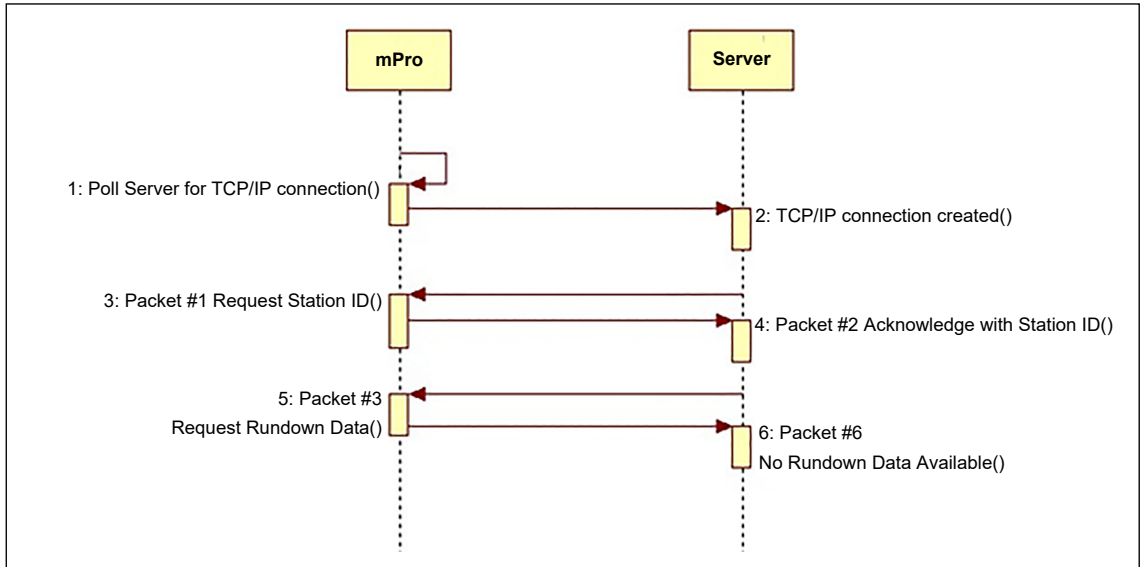 mPro
Server
1: Poll Server for TCP/IP connection()
2: TCP/IP connection created()
3: Packet #1 Request Station ID()
4: Packet #2 Acknowledge with Station ID()
5: Packet #3
Request Rundown Data()
6: Packet #6
No Rundown Data Available()